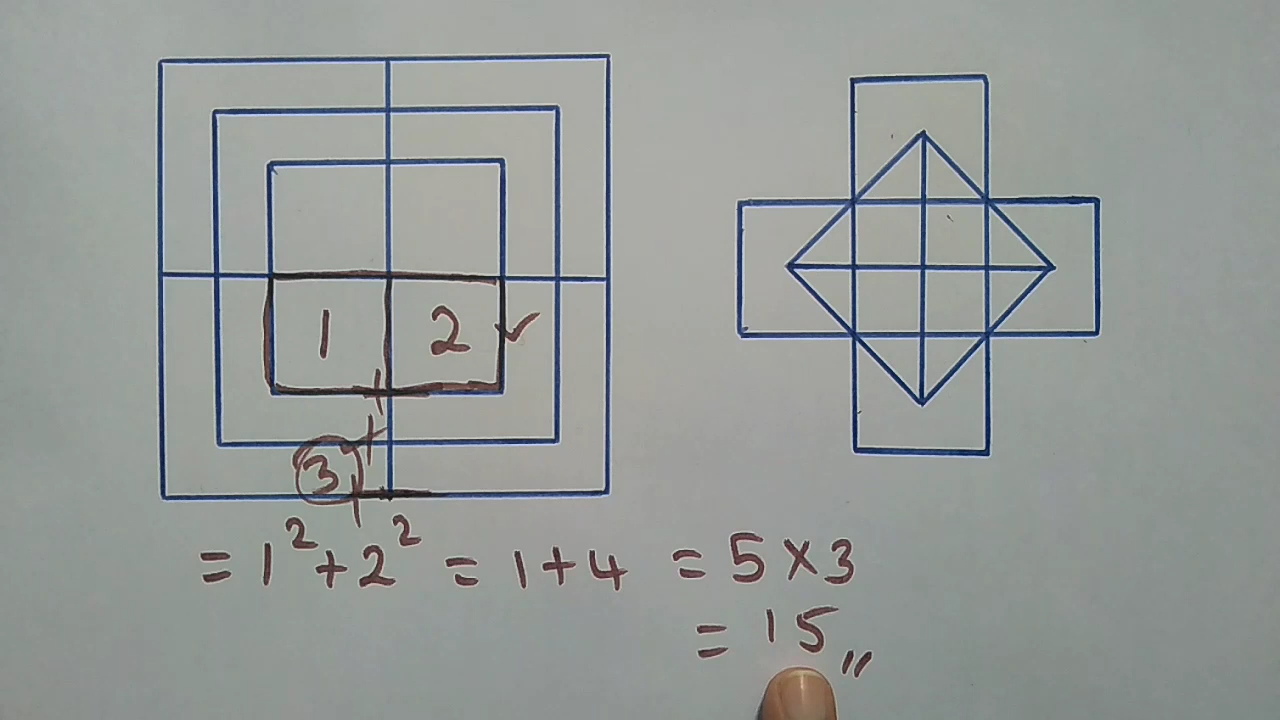 1 2
3
= 1² + 2² = 1 + 4 = 5 × 3
= 15 〃